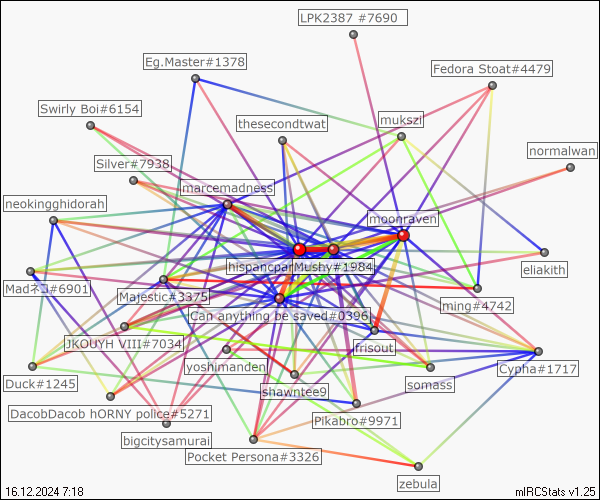 LPK2387 #7690
Eg.Master#1378
Fedora Stoat#4479
Swirly Boi#6154
thesecondtwat
mukszi
normalwan
Silver#7938
marcemadness
neokingghidorah
moonraven
eliakith
hispancpar
Mushy#1984
Madネコ#6901
Majestic#3375
ming#4742
Can anything be saved#0396
JKOUYH VIII#7034
frisout
yoshimanden
Cypha#1717
Duck#1245
shawntee9
somass
DacobDacob hORNY police#5271
Pikabro#9971
bigcitysamurai
Pocket Persona#3326
zebula
16.12.2024 7:18
mIRCStats v1.25